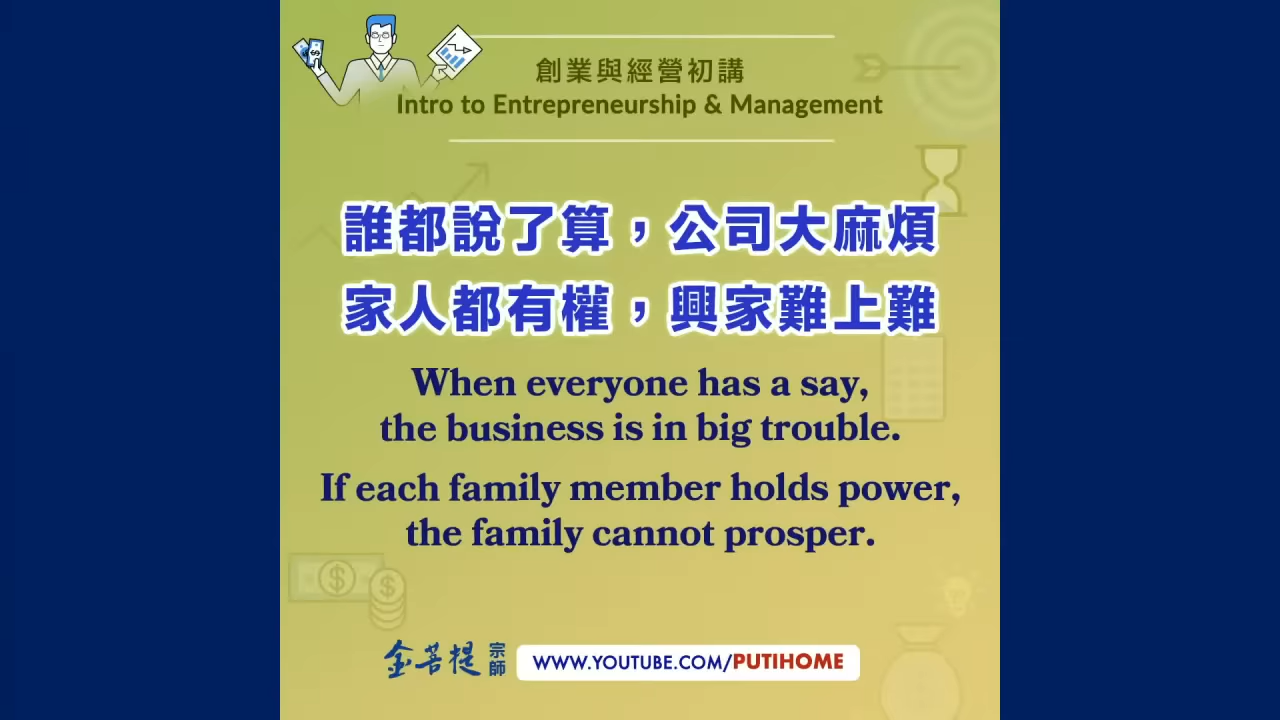 創業與經營初講
Intro to Entrepreneurship & Management
誰都說了算，公司大麻煩
家人都有權，興家難上難
When everyone has a say,
the business is in big trouble.
If each family member holds power,
the family cannot prosper.
金菩提 宗師 WWW.YOUTUBE.COM/PUTIHOME